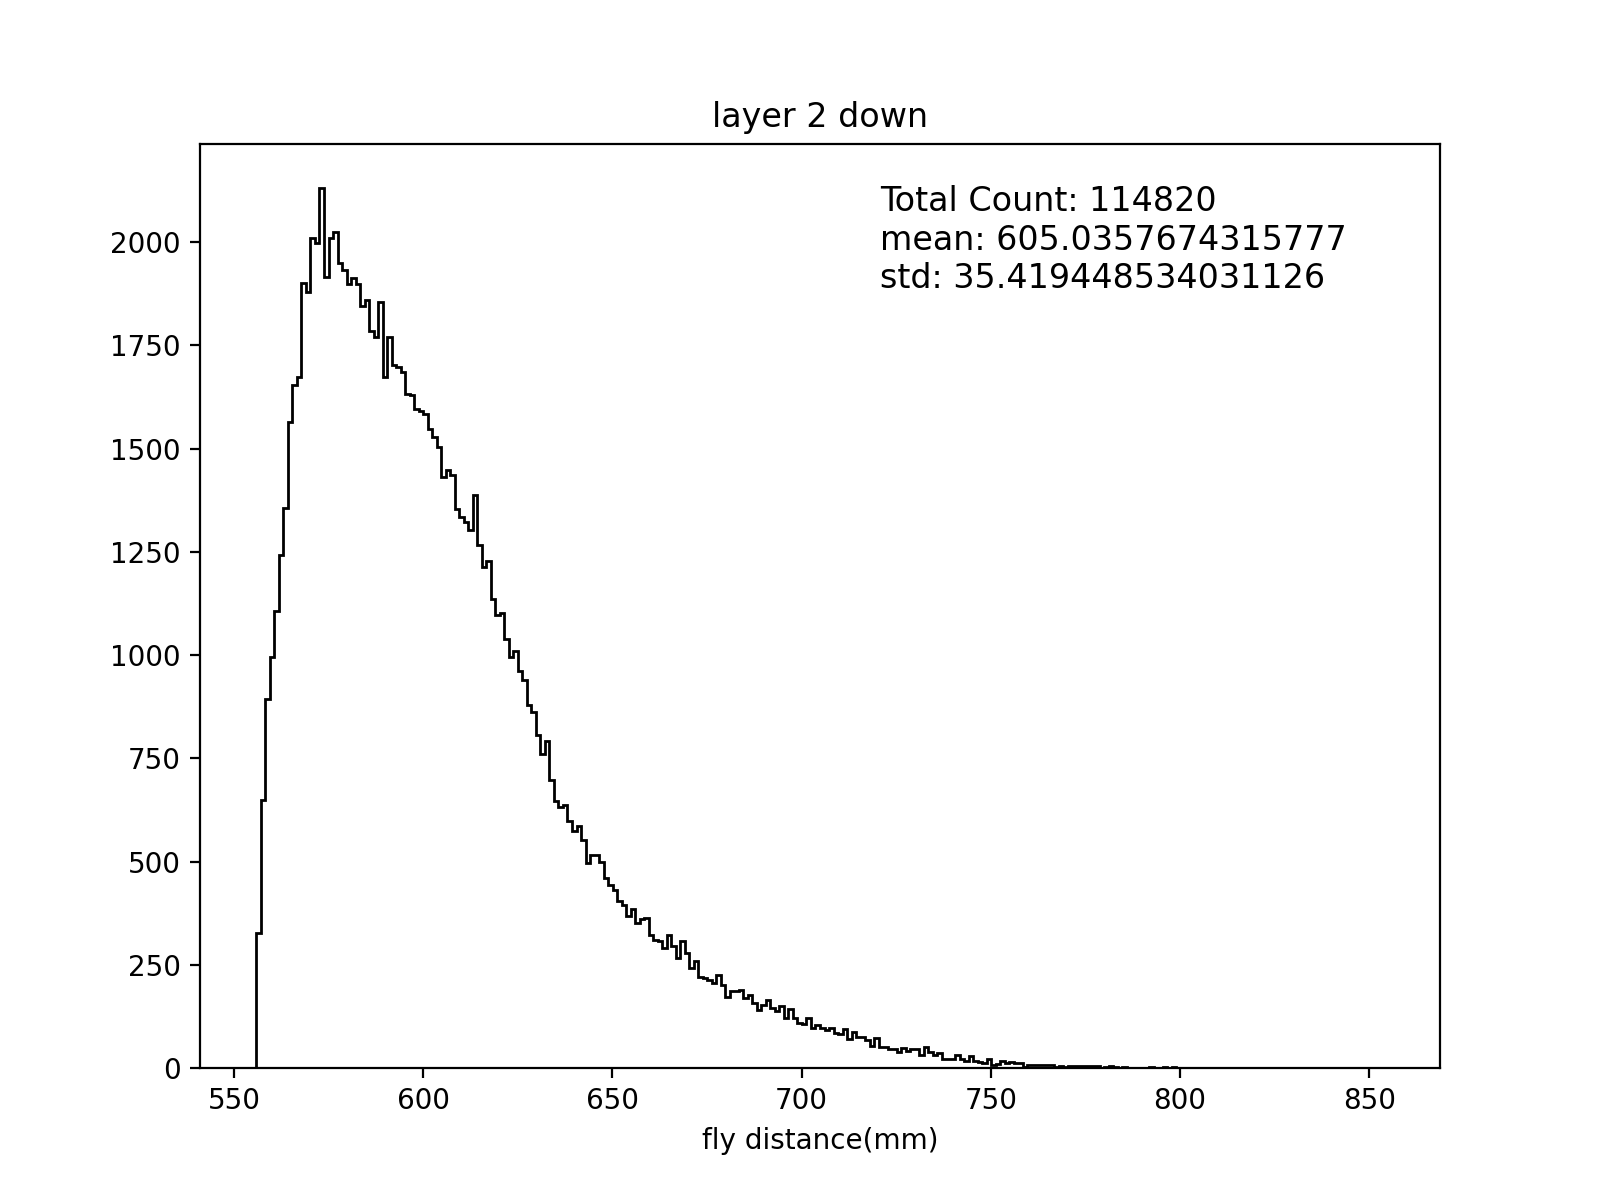 layer 2 down
Total Count: 114820
mean: 605.0357674315777
std: 35.419448534031126
2000
1750
1500
1250
1000
750
500
250
0
550 600 650 700 750 800 850
fly distance(mm)